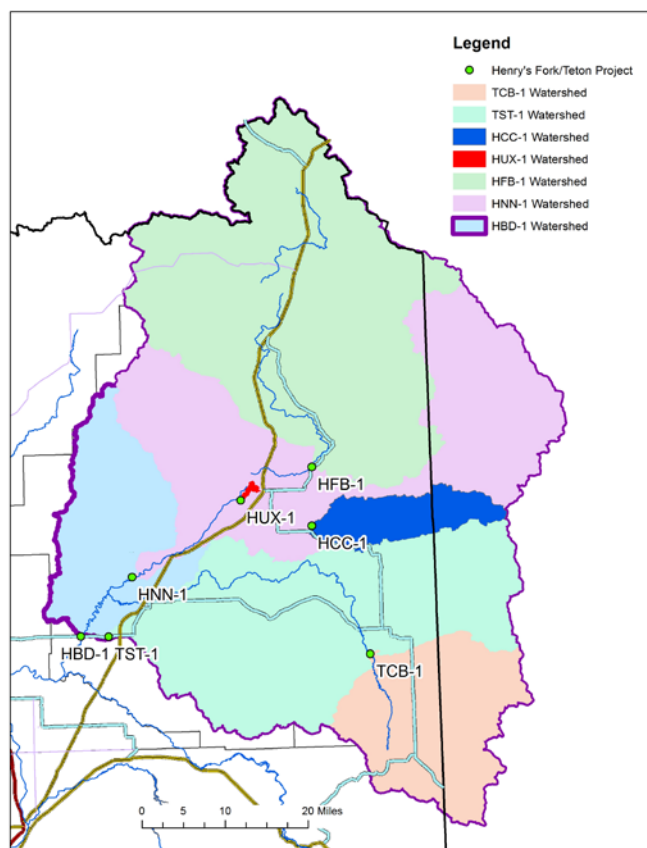 Legend
Henry's Fork/Teton Project
TCB-1 Watershed
TST-1 Watershed
HCC-1 Watershed
HUX-1 Watershed
HFB-1 Watershed
HNN-1 Watershed
HBD-1 Watershed
HFB-1
HUX-1
HCC-1
HNN-1
HBD-1 TST-1
TCB-1
0 5 10 20 Miles